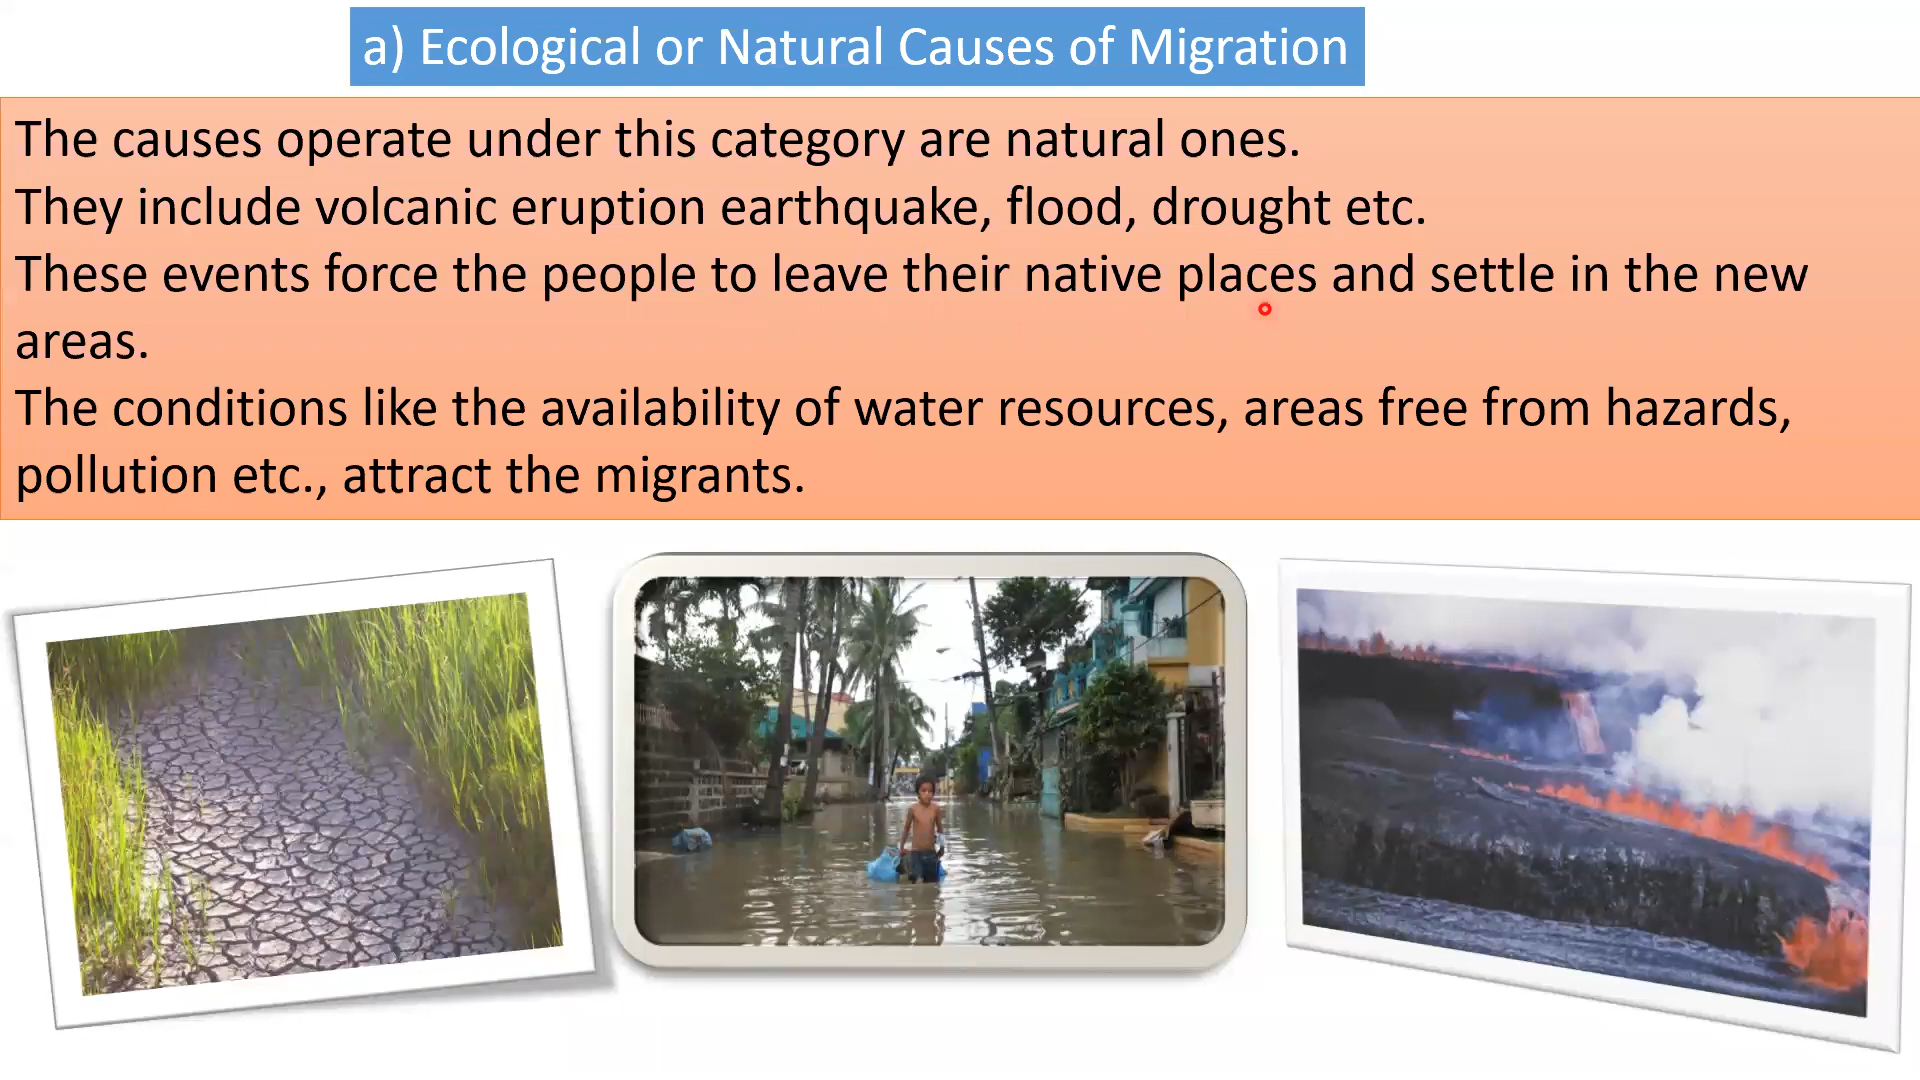 a) Ecological or Natural Causes of Migration
The causes operate under this category are natural ones.
They include volcanic eruption earthquake, flood, drought etc.
These events force the people to leave their native places and settle in the new
areas.
The conditions like the availability of water resources, areas free from hazards,
pollution etc., attract the migrants.